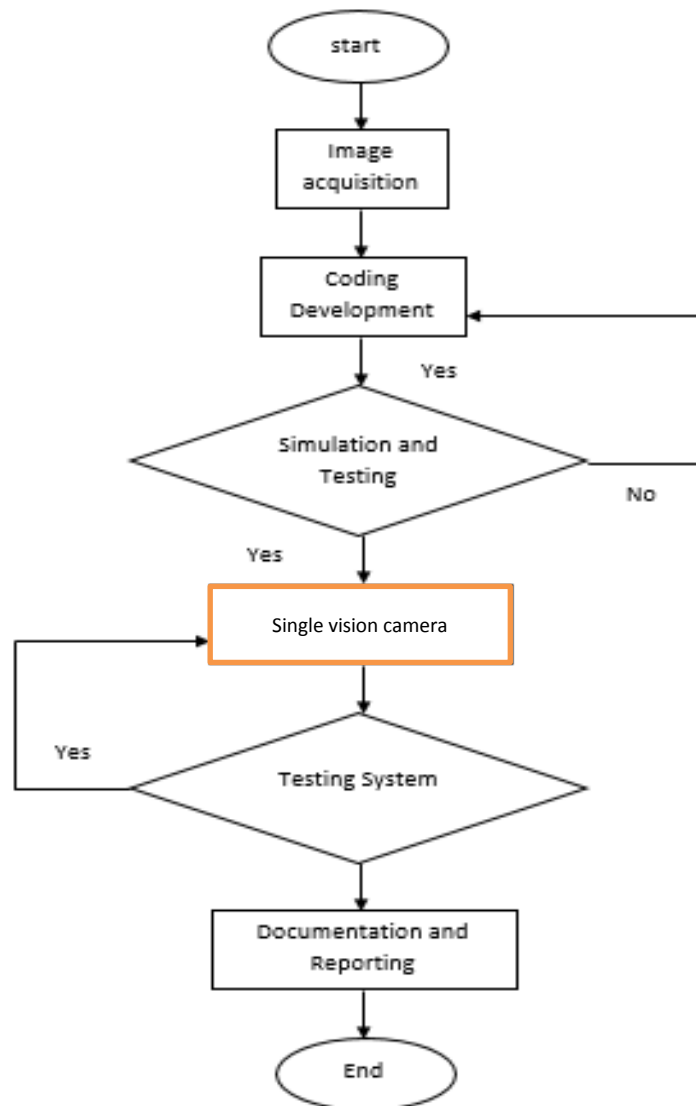 start
Image
acquisition
Coding
Development
Yes
Simulation and
Testing
No
Yes
Single vision camera
Yes
Testing System
Documentation and
Reporting
End